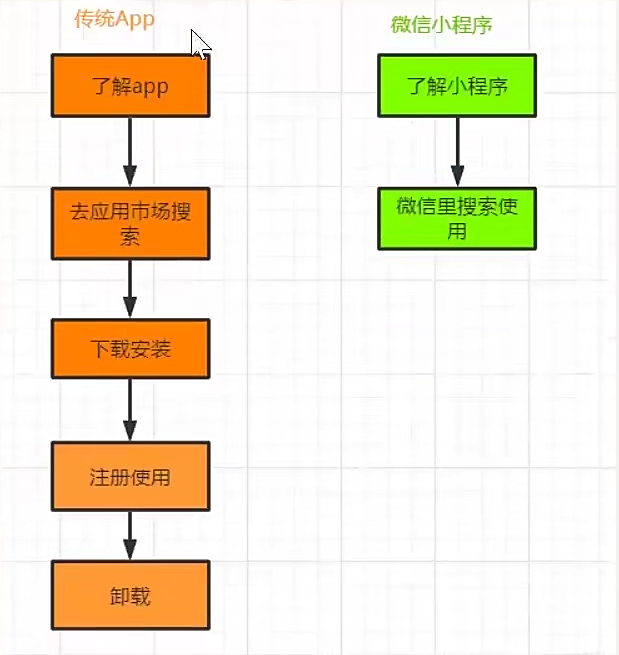 传统App
了解app
去应用市场搜
索
下载安装
注册使用
卸载
微信小程序
了解小程序
微信里搜索使
用